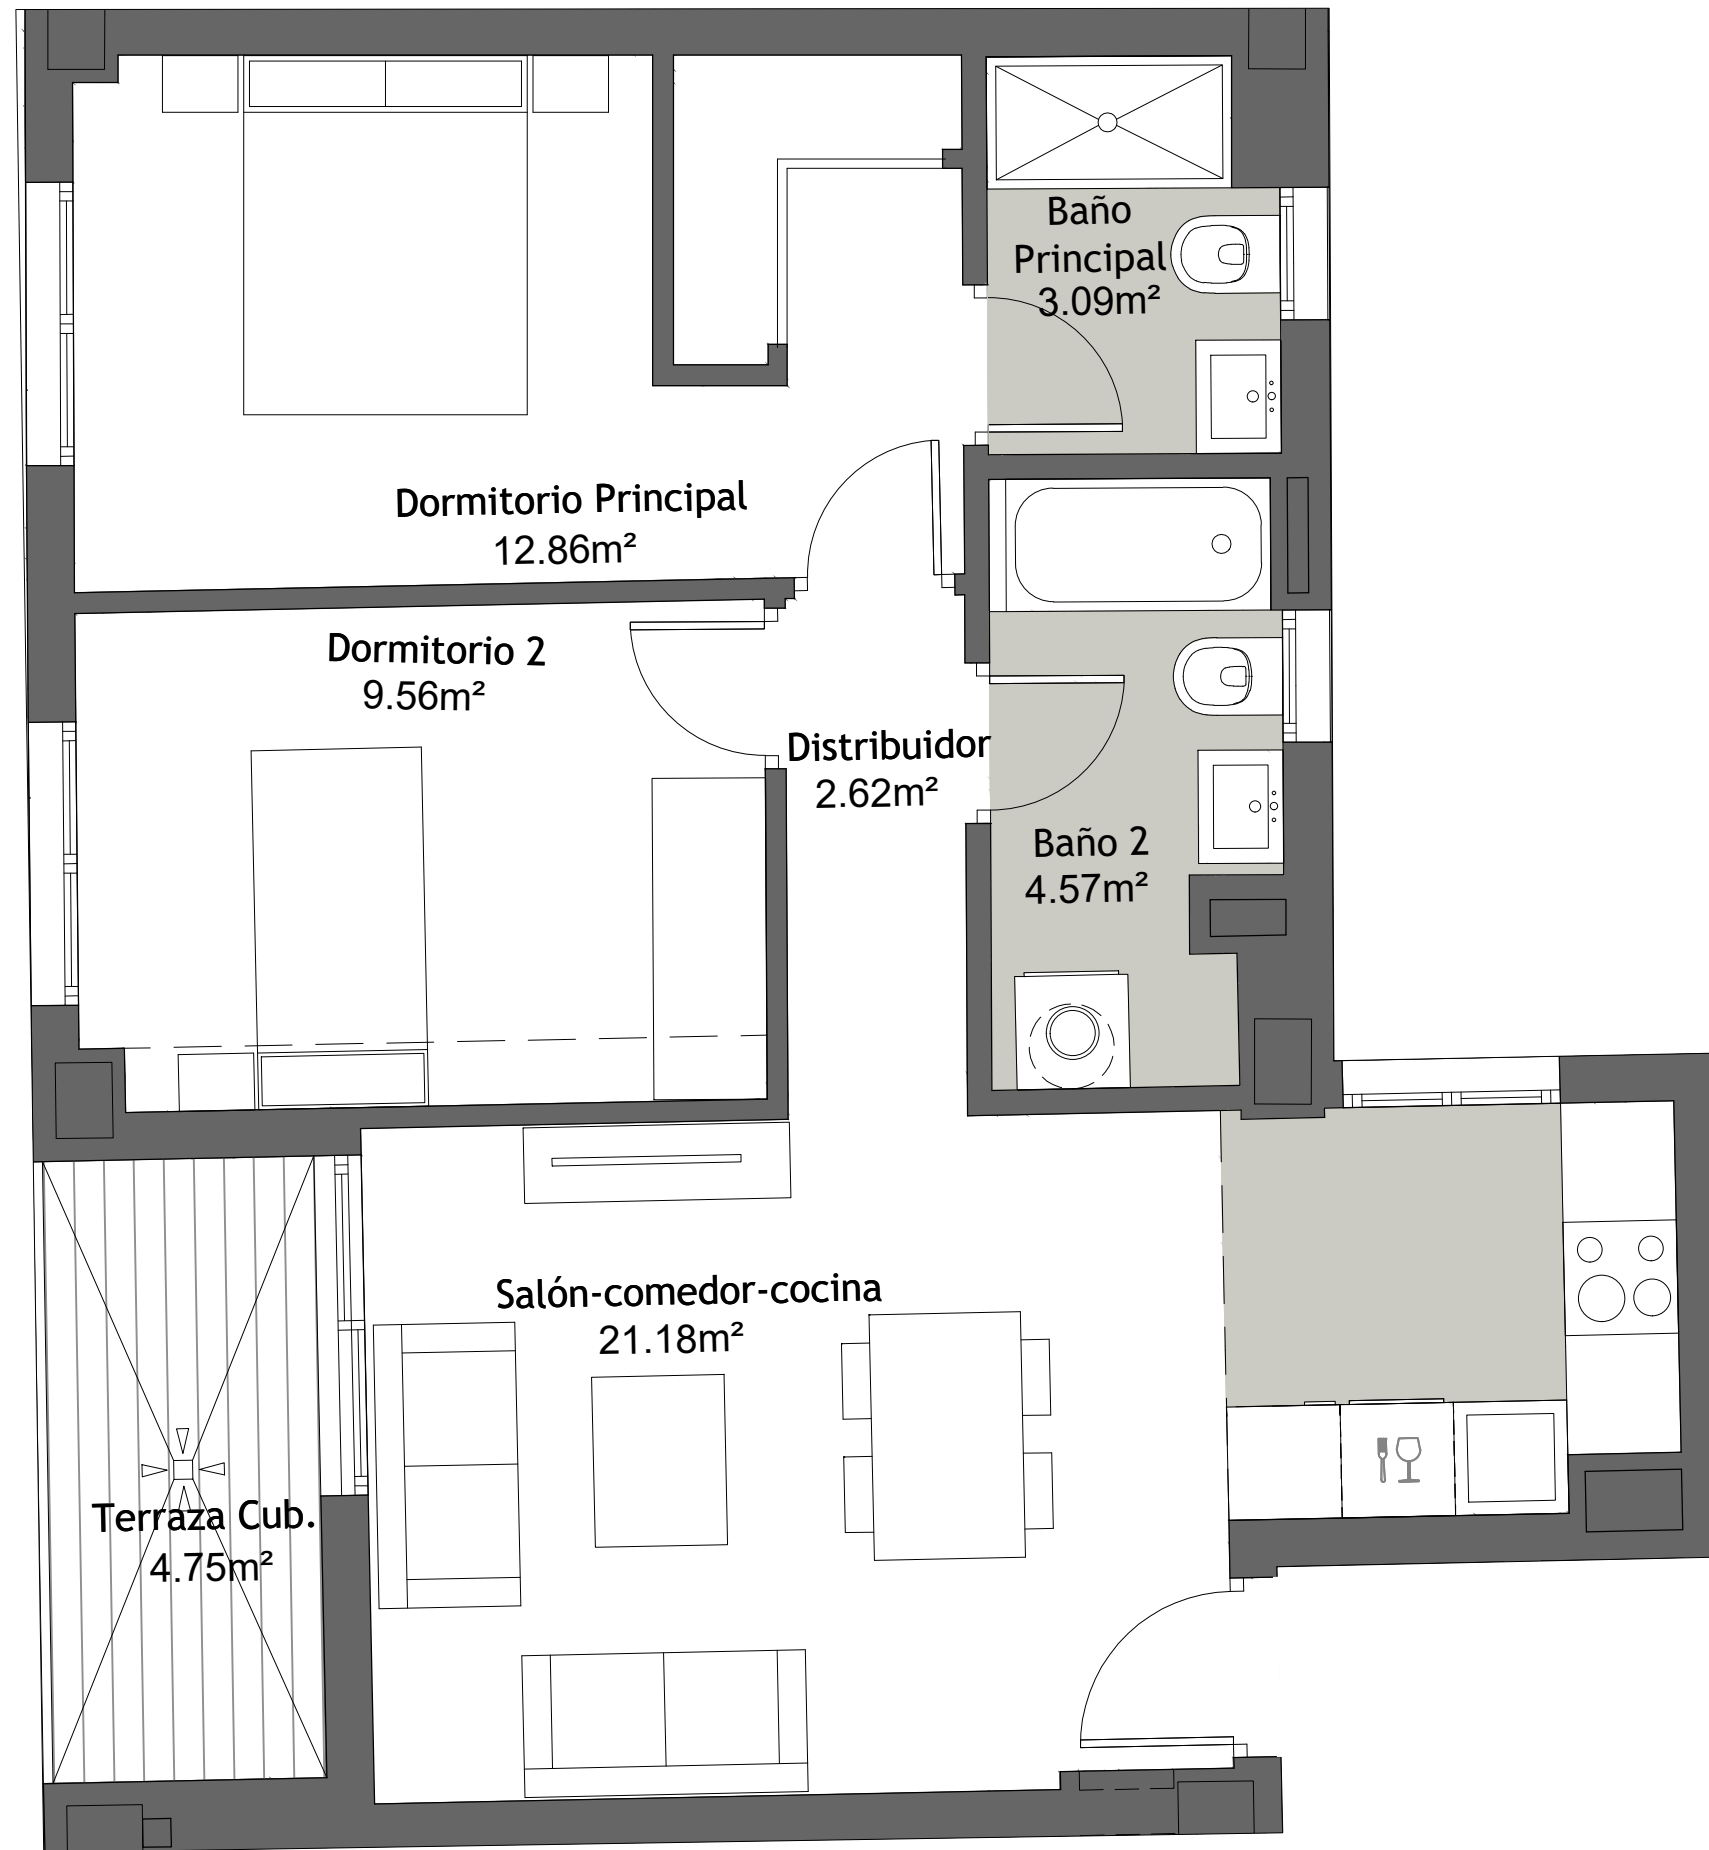 Baño
Principal
3.09m²
Dormitorio Principal
12.86m²
Dormitorio 2
9.56m²
Distribuidor
2.62m²
Baño 2
4.57m²
Salón-comedor-cocina
21.18m²
Terraza Cub.
4.75m²